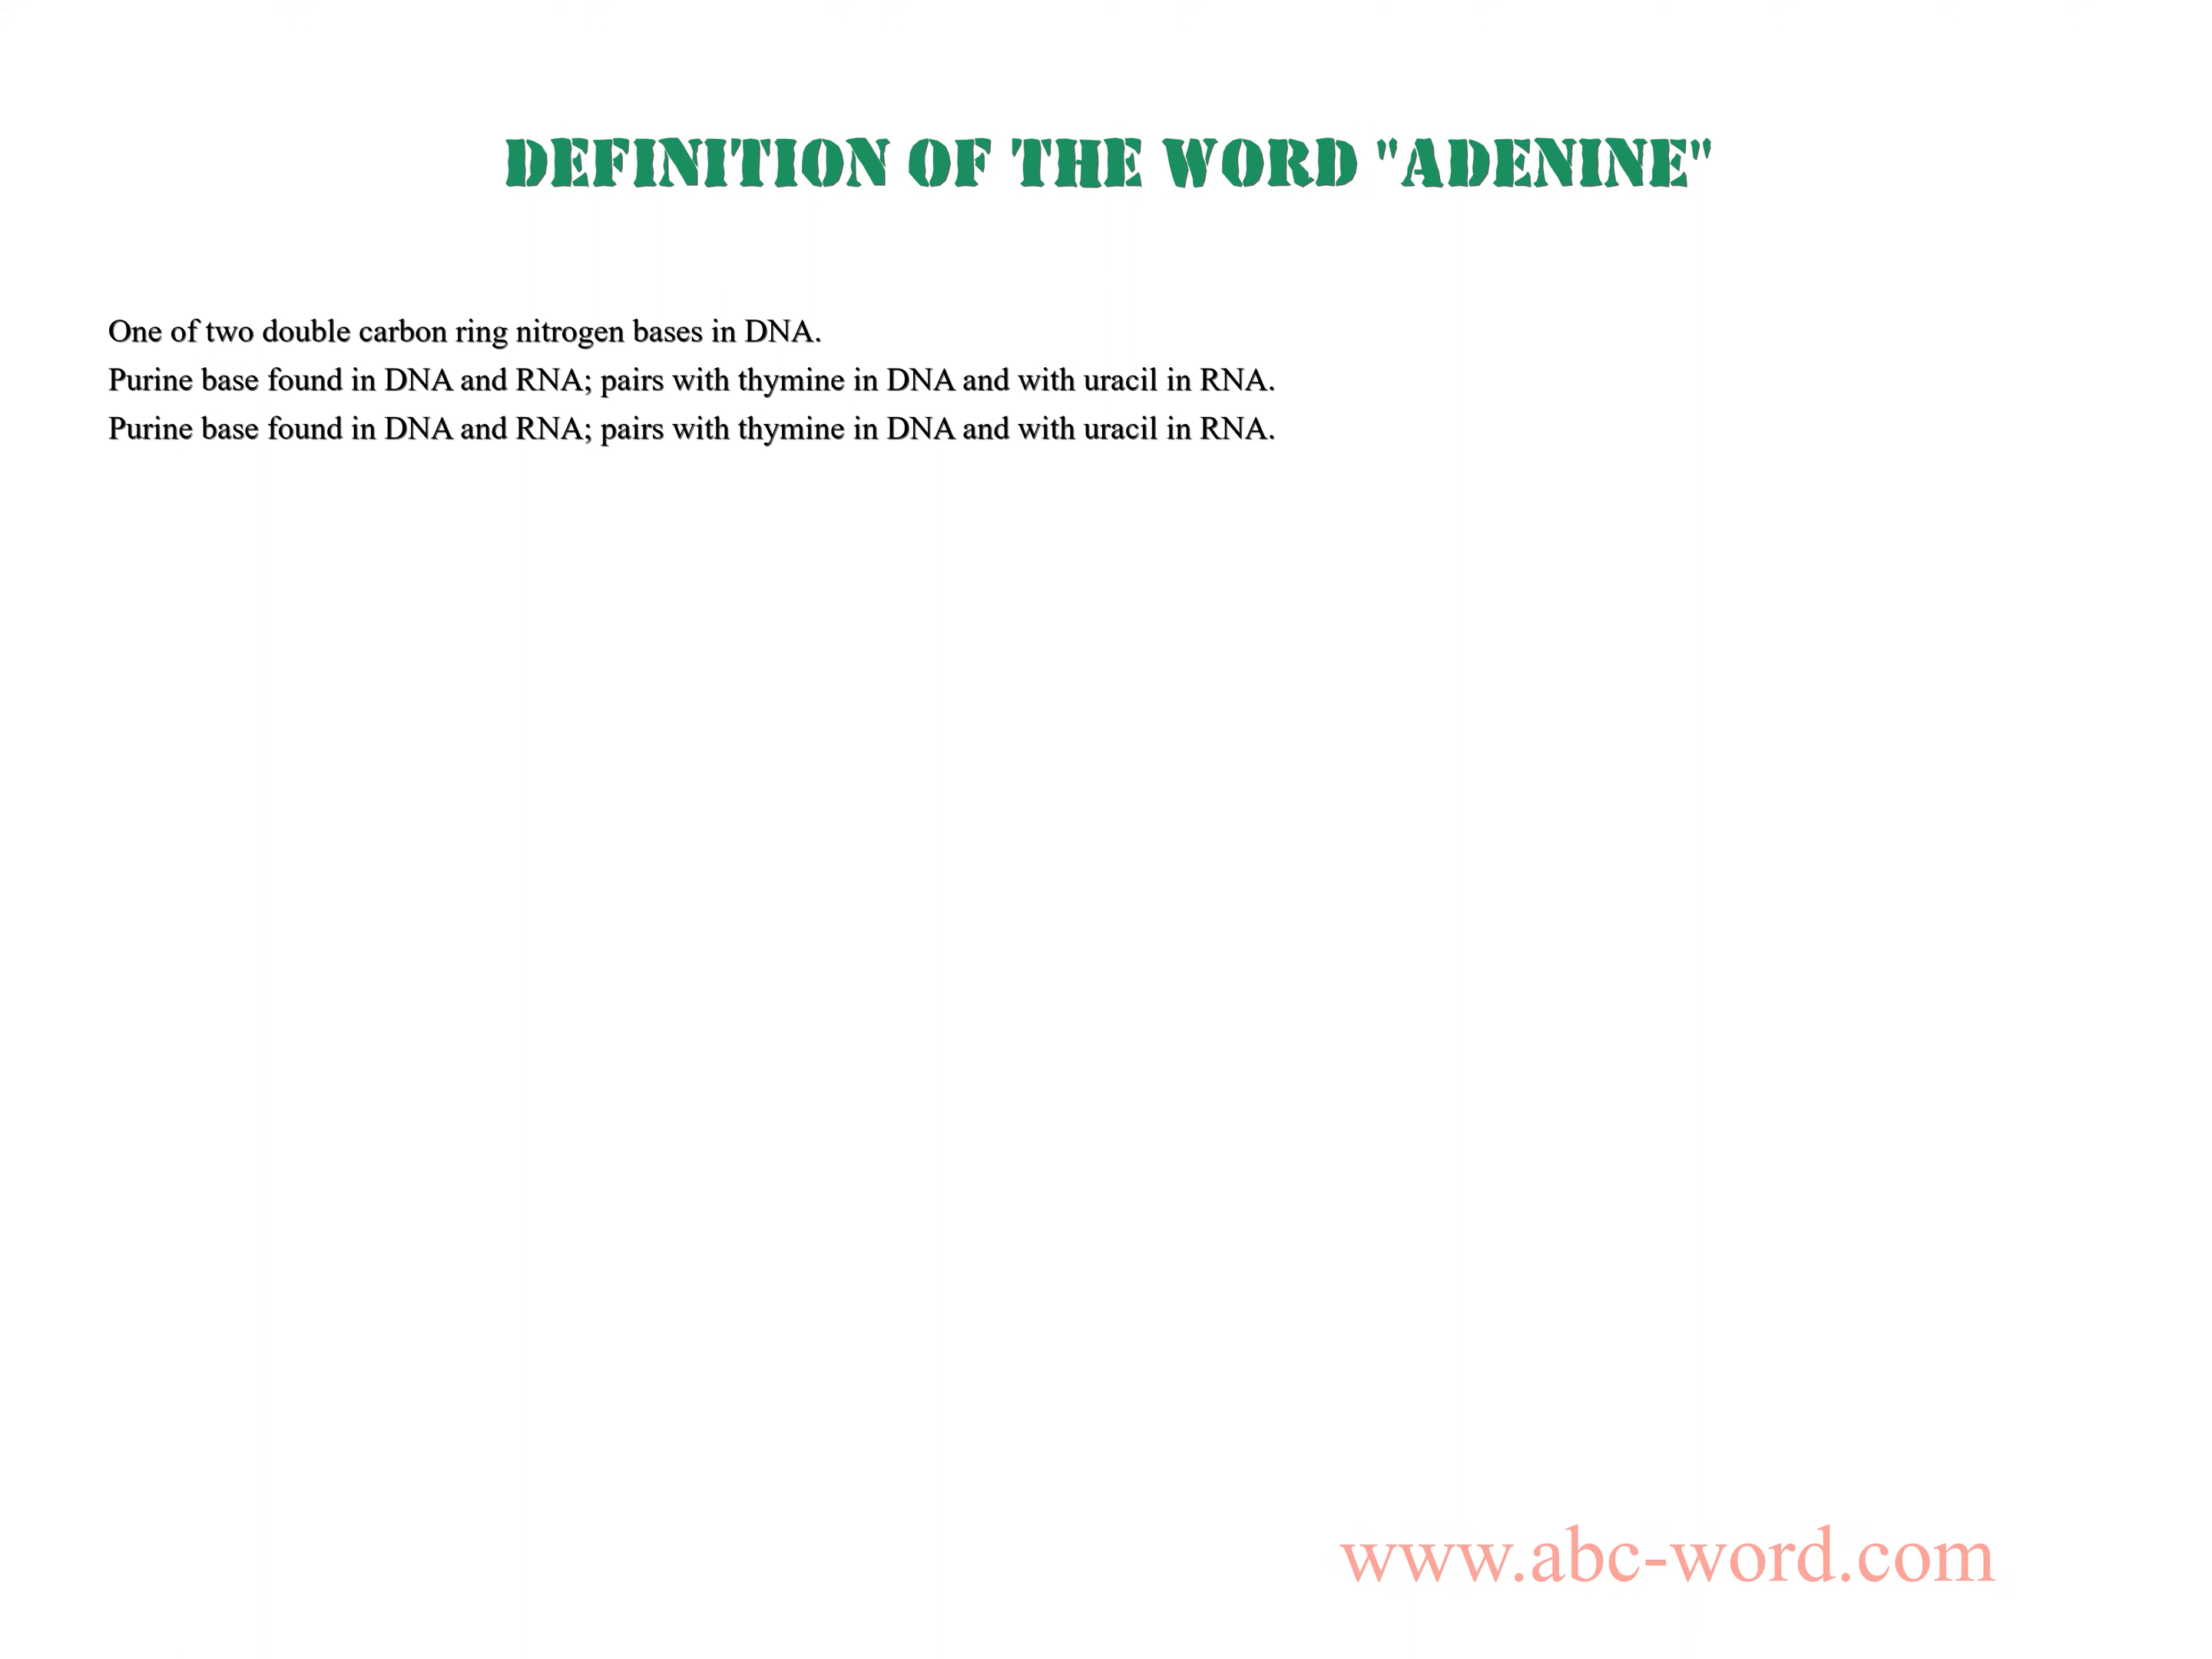 DEFINITION OF THE WORD "ADENINE"
One of two double carbon ring nitrogen bases in DNA.
Purine base found in DNA and RNA; pairs with thymine in DNA and with uracil in RNA.
Purine base found in DNA and RNA; pairs with thymine in DNA and with uracil in RNA.
www.abc-word.com